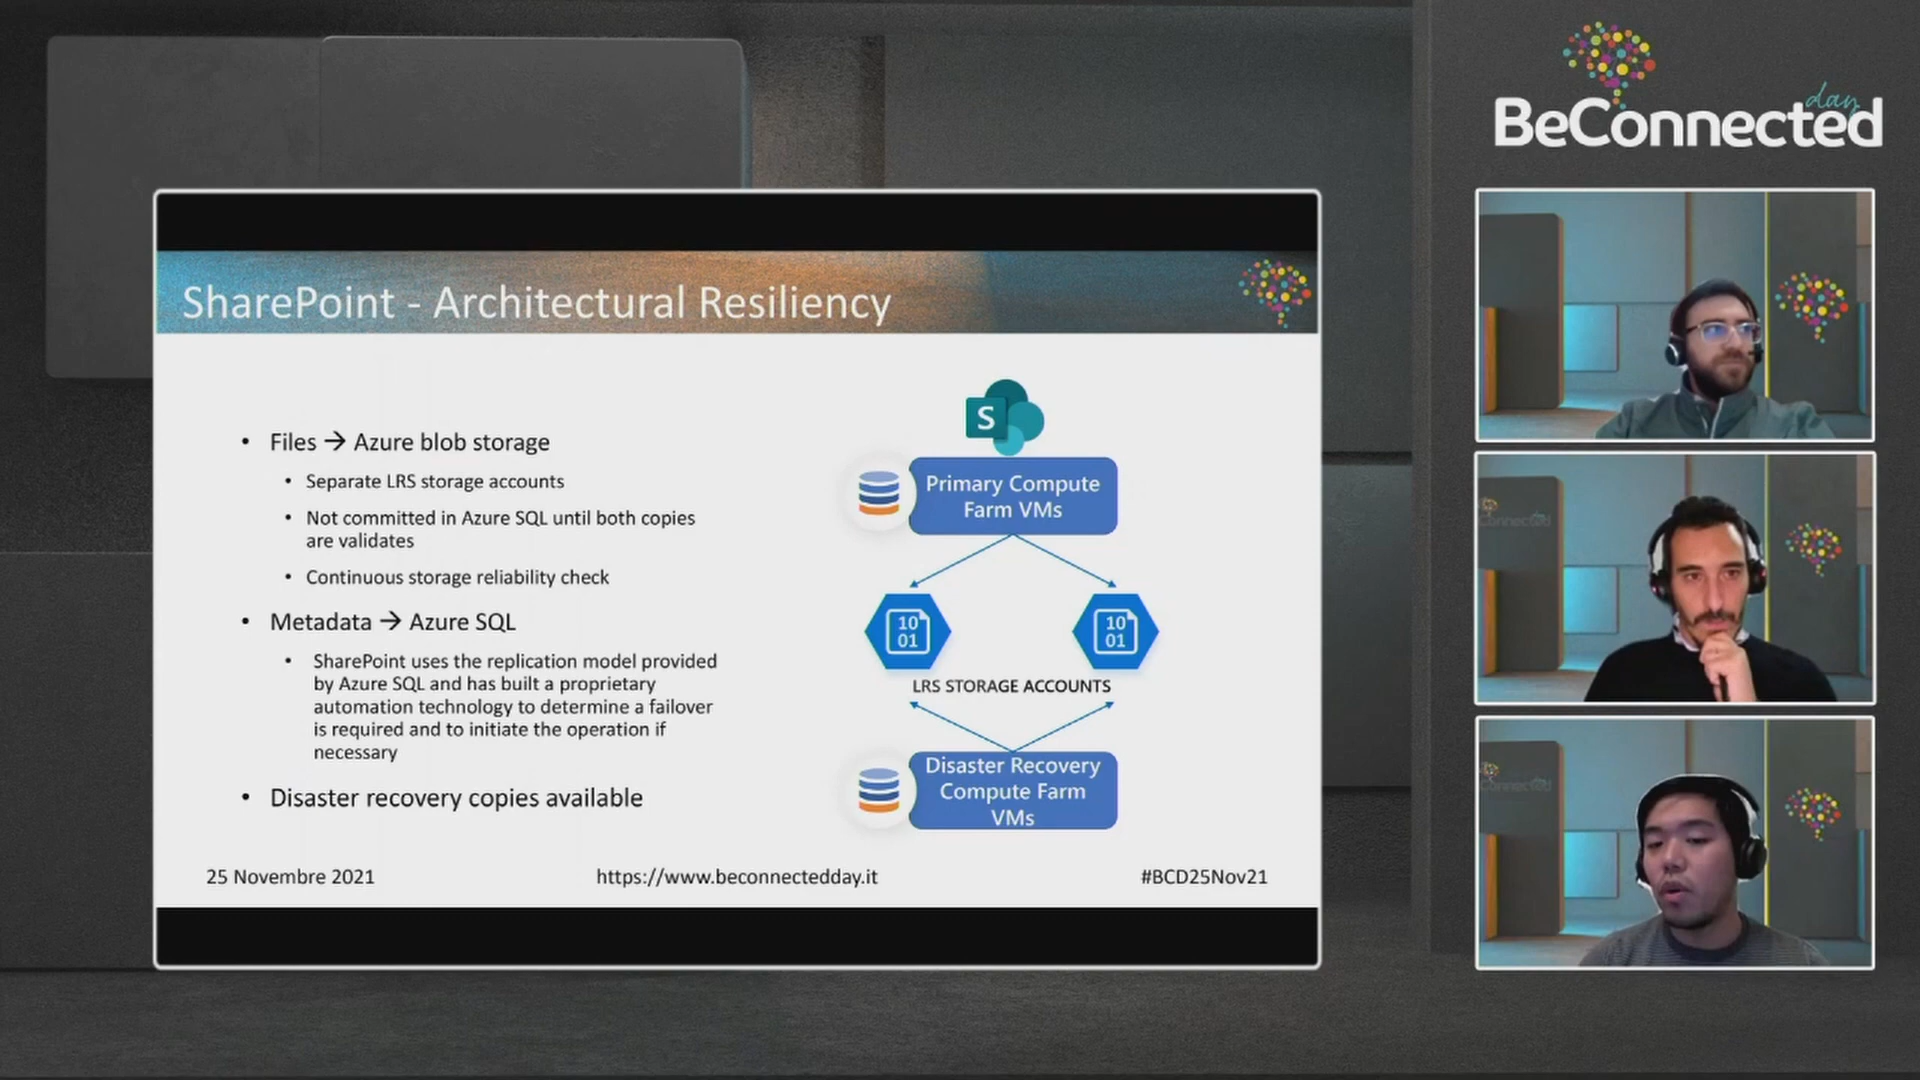 day
BeConnected
SharePoint - Architectural Resiliency
• Files → Azure blob storage
• Separate LRS storage accounts
• Not committed in Azure SQL until both copies
are validates
• Continuous storage reliability check
• Metadata → Azure SQL
• SharePoint uses the replication model provided
by Azure SQL and has built a proprietary
automation technology to determine a failover
is required and to initiate the operation if
necessary
• Disaster recovery copies available
S
Primary Compute
Farm VMs
10
01
10
01
LRS STORAGE ACCOUNTS
Disaster Recovery
Compute Farm
VMs
25 Novembre 2021
https://www.beconnectedday.it
#BCD25Nov21